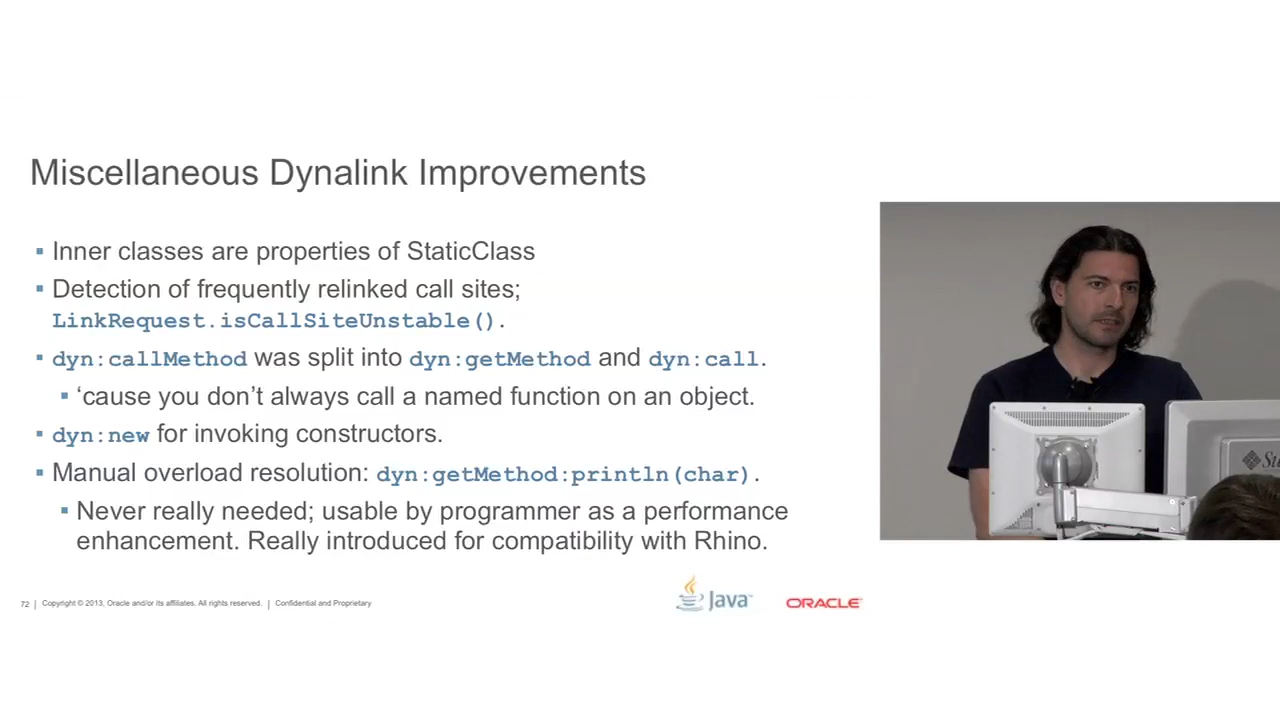 Miscellaneous Dynalink Improvements
▪ Inner classes are properties of StaticClass
▪ Detection of frequently relinked call sites;
LinkRequest.isCallSiteUnstable().
▪ dyn:callMethod was split into dyn:getMethod and dyn:call.
▪ ‘cause you don’t always call a named function on an object.
▪ dyn:new for invoking constructors.
▪ Manual overload resolution: dyn:getMethod:println(char).
▪ Never really needed; usable by programmer as a performance
enhancement. Really introduced for compatibility with Rhino.
72 | Copyright © 2013, Oracle and/or its affiliates. All rights reserved. | Confidential and Proprietary
Java™
ORACLE